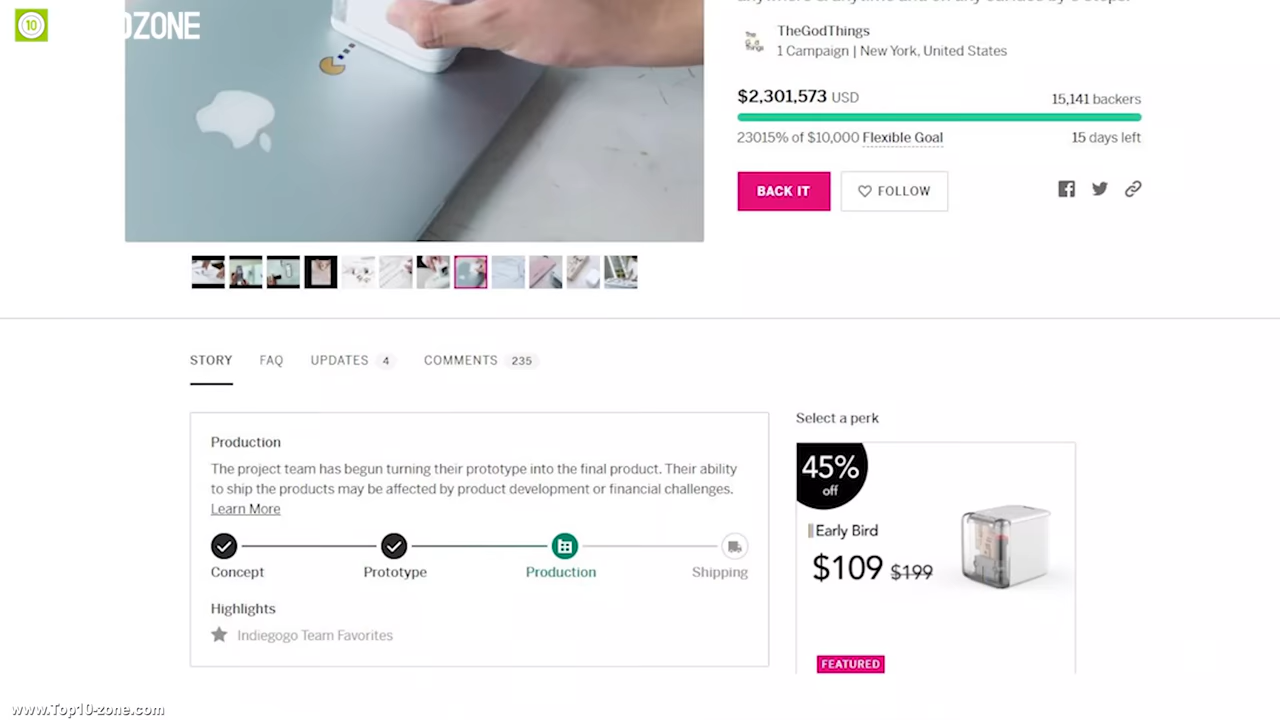 10
OZONE
TheGodThings
1 Campaign | New York, United States
$2,301,573 USD
15,141 backers
23015% of $10,000 Flexible Goal
15 days left
BACK IT
FOLLOW
STORY FAQ UPDATES 4 COMMENTS 235
Select a perk
Production
The project team has begun turning their prototype into the final product. Their ability
to ship the products may be affected by product development or financial challenges.
Learn More
Concept Prototype Production Shipping
Highlights
Indiegogo Team Favorites
45%
off
Early Bird
$109 $199
FEATURED
www.Top10-zone.com